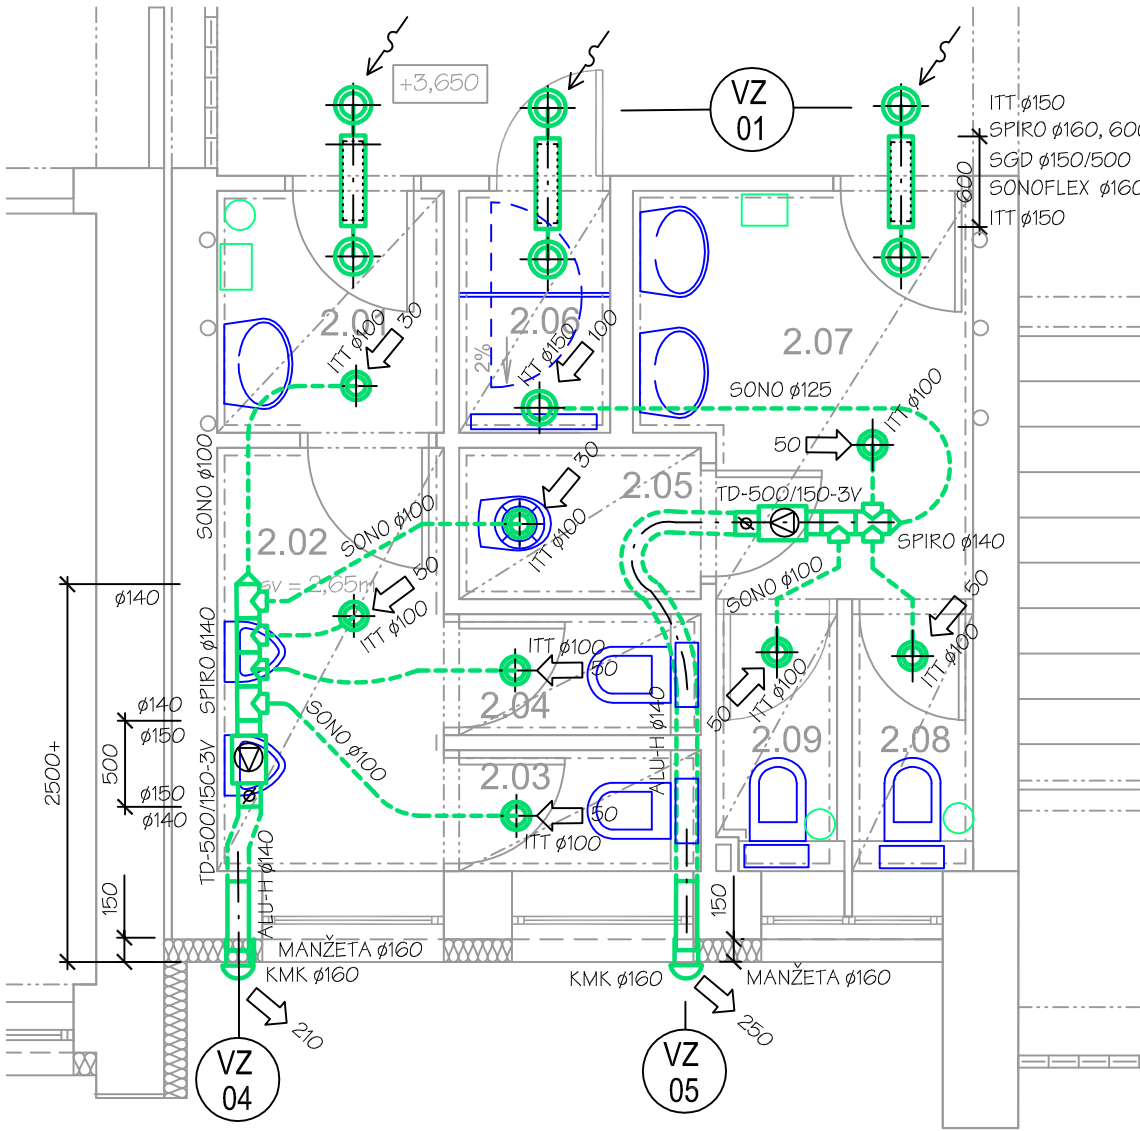 +3,650
VZ
01
ITT ø150
SPIRO ø160, 600
SGD ø150/500
SONOFLEX ø160
ITT ø150
600
2.01
ITT ø100
30
2.06
ITT ø150
100
2%
2.07
SONO ø125
ITT ø100
50
SONO ø100
30
2.05
TD-500/150-3V
SPIRO ø140
2.02
SONO ø100
ITT ø100
sv = 2,65m
50
ITT ø100
SONO ø100
50
ITT ø100
ø140
SPIRO ø140
ITT ø100
50
2.04
ITT ø100
50
ø140
ø150
SONO ø100
2.09
2.08
2500+
500
TD-500/150-3V
ALU-H ø140
2.03
50
ITT ø100
ø150
ø140
150
ALU-H ø140
150
MANŽETA ø160
KMK ø160
KMK ø160
MANŽETA ø160
210
250
VZ
04
VZ
05